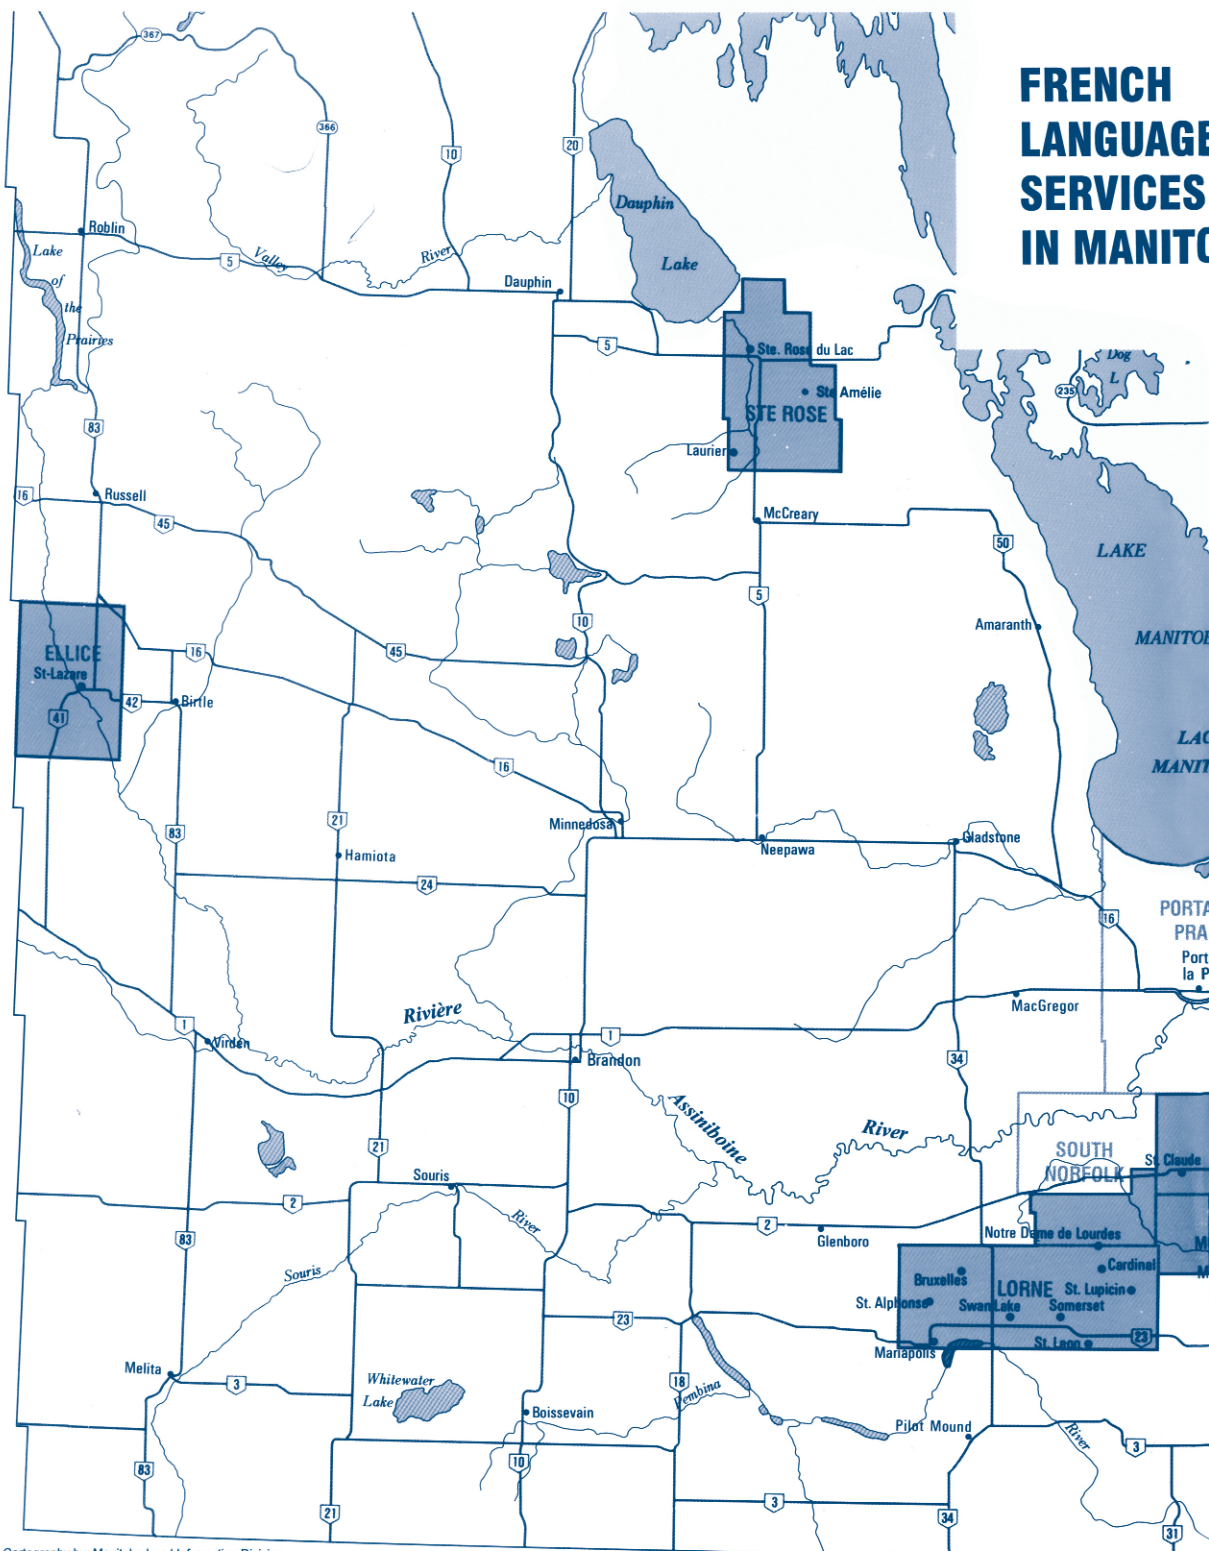 FRENCH
LANGUAGE
SERVICES
IN MANITO
367
366
10
20
Dauphin
Lake
Roblin
Lake
of
the
Prairies
5
Valley
River
Dauphin
5
Ste. Rose du Lac
Ste Amélie
STE ROSE
Laurier
Dog
L
235
83
16
Russell
45
McCreary
50
LAKE
5
10
Amaranth
MANITOB
ELLICE
St-Lazare
16
45
42
Birtle
41
LAC
MANIT
16
21
83
Minnedosa
Neepawa
Gladstone
Hamiota
24
16
PORTA
PRA
Port
la P
MacGregor
Rivière
1
Virden
1
Brandon
34
10
Assiniboine
River
21
SOUTH
NORFOLK
St. Claude
Souris
2
River
2
Glenboro
Notre Dame de Lourdes
83
Souris
Bruxelles
Cardinal
LORNE
St. Lupicin
St. Alphonse
Swan Lake
Somerset
23
23
Mariapolis
St. Leon
Melita
3
Whitewater
Lake
18
Pembina
Boissevain
Pilot Mound
River
3
83
10
21
3
34
31